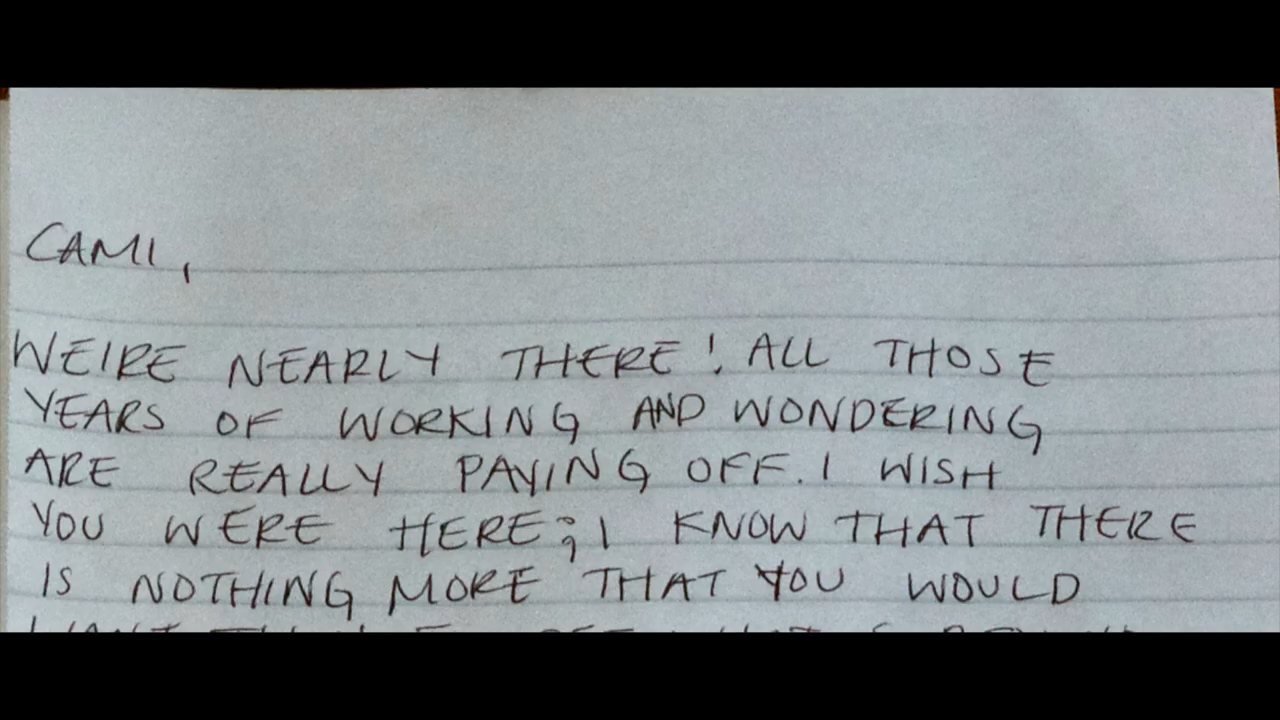 CAMI,
WE'RE NEARLY THERE! ALL THOSE
YEARS OF WORKING AND WONDERING
ARE REALLY PAYING OFF. I WISH
YOU WERE HERE; I KNOW THAT THERE
IS NOTHING MORE THAT YOU WOULD